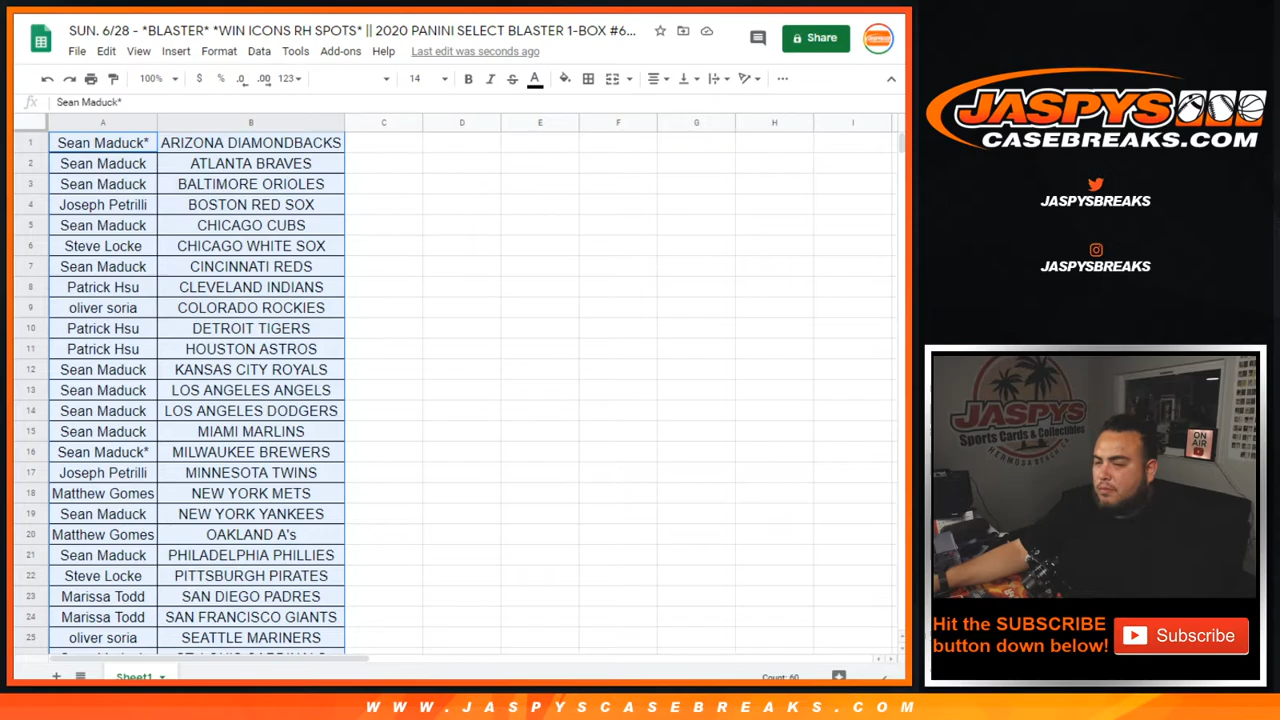 SUN. 6/28 - *BLASTER* *WIN ICONS RH SPOTS* || 2020 PANINI SELECT BLASTER 1-BOX #6...
Share
File Edit View Insert Format Data Tools Add-ons Help Last edit was seconds ago
100% $ % .0 .00 123 14 B I S A
fx Sean Maduck*
A B C D E F G H I
1 Sean Maduck* ARIZONA DIAMONDBACKS
2 Sean Maduck ATLANTA BRAVES
3 Sean Maduck BALTIMORE ORIOLES
4 Joseph Petrilli BOSTON RED SOX
5 Sean Maduck CHICAGO CUBS
6 Steve Locke CHICAGO WHITE SOX
7 Sean Maduck CINCINNATI REDS
8 Patrick Hsu CLEVELAND INDIANS
9 oliver soria COLORADO ROCKIES
10 Patrick Hsu DETROIT TIGERS
11 Patrick Hsu HOUSTON ASTROS
12 Sean Maduck KANSAS CITY ROYALS
13 Sean Maduck LOS ANGELES ANGELS
14 Sean Maduck LOS ANGELES DODGERS
15 Sean Maduck MIAMI MARLINS
16 Sean Maduck* MILWAUKEE BREWERS
17 Joseph Petrilli MINNESOTA TWINS
18 Matthew Gomes NEW YORK METS
19 Sean Maduck NEW YORK YANKEES
20 Matthew Gomes OAKLAND A's
21 Sean Maduck PHILADELPHIA PHILLIES
22 Steve Locke PITTSBURGH PIRATES
23 Marissa Todd SAN DIEGO PADRES
24 Marissa Todd SAN FRANCISCO GIANTS
25 oliver soria SEATTLE MARINERS
Sheet1 Count: 60
JASPYS
CASEBREAKS.COM
JASPYSBREAKS
JASPYSBREAKS
JASPYS
Sports Cards & Collectibles
HERMOSA BEACH, CA
ON
AIR
Hit the SUBSCRIBE
button down below!
Subscribe
WWW.JASPYSCASEBREAKS.COM